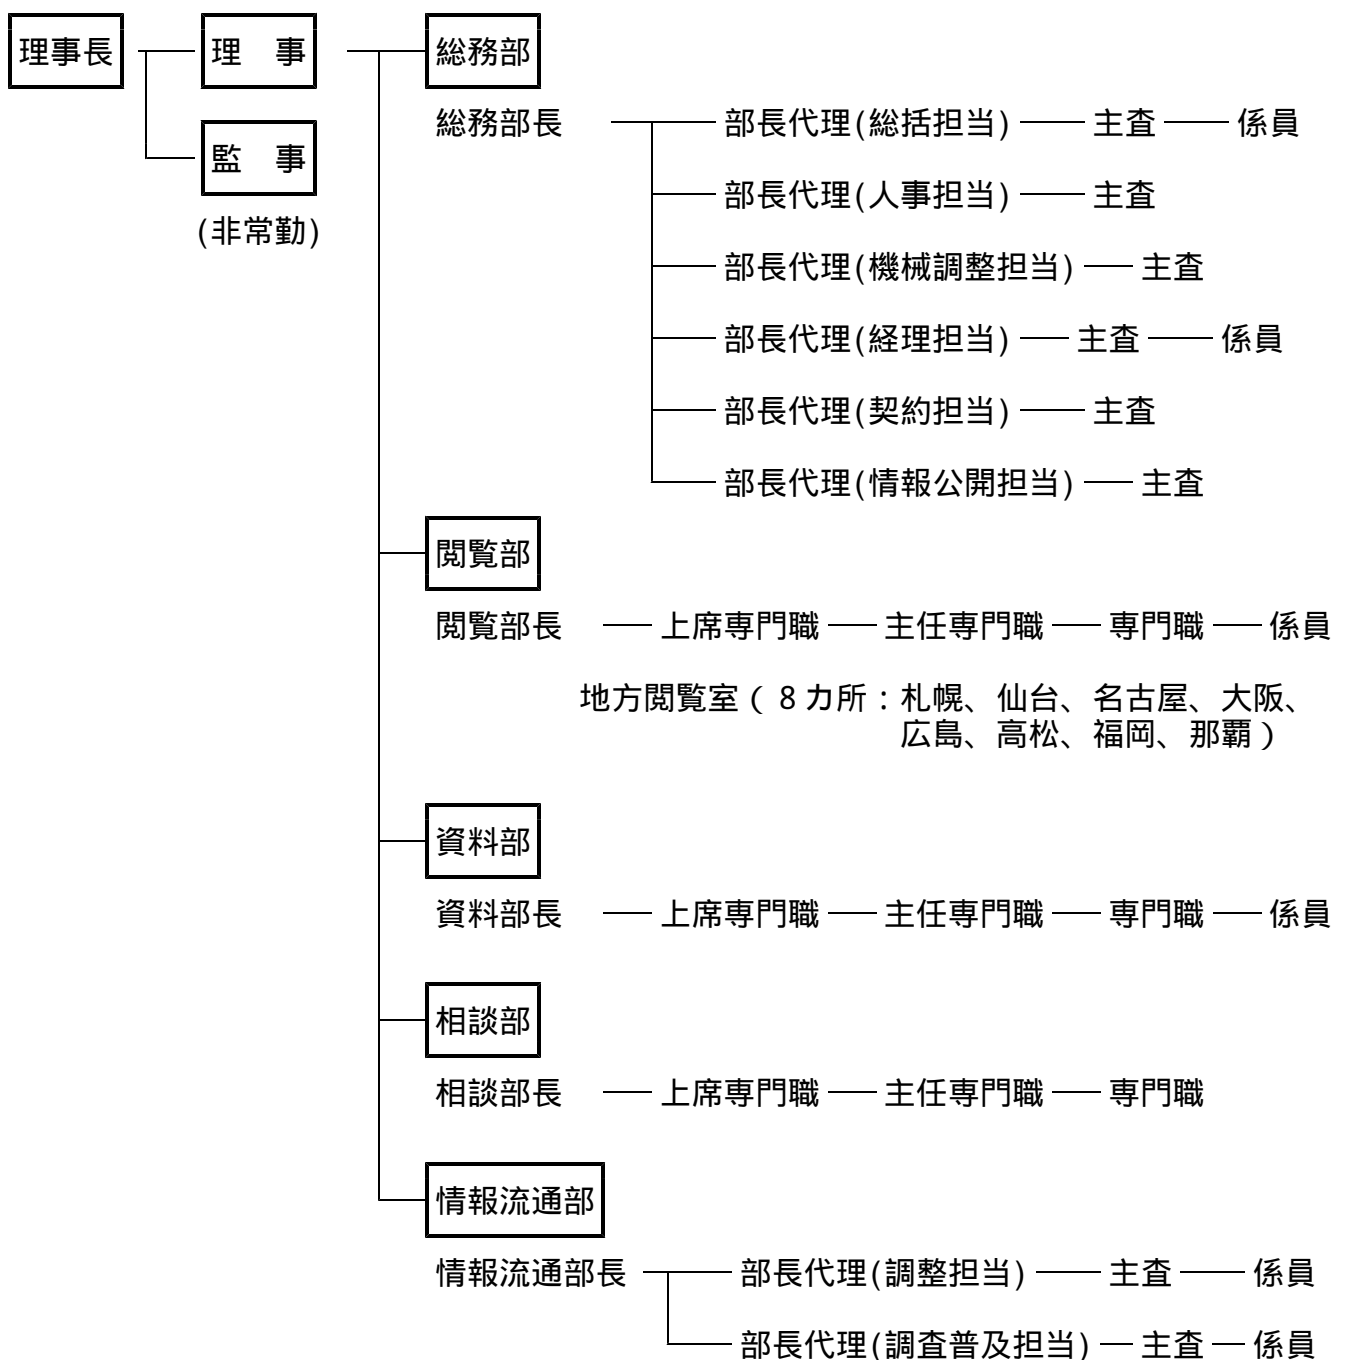 理事長 理　事 総務部
総務部長 部長代理(総括担当) 主査 係員
監　事
部長代理(人事担当) 主査
(非常勤)
部長代理(機械調整担当) 主査
部長代理(経理担当) 主査 係員
部長代理(契約担当) 主査
部長代理(情報公開担当) 主査
閲覧部
閲覧部長 上席専門職 主任専門職 専門職 係員
地方閲覧室（８カ所：札幌、仙台、名古屋、大阪、
広島、高松、福岡、那覇）
資料部
資料部長 上席専門職 主任専門職 専門職 係員
相談部
相談部長 上席専門職 主任専門職 専門職
情報流通部
情報流通部長 部長代理(調整担当) 主査 係員
部長代理(調査普及担当) 主査 係員